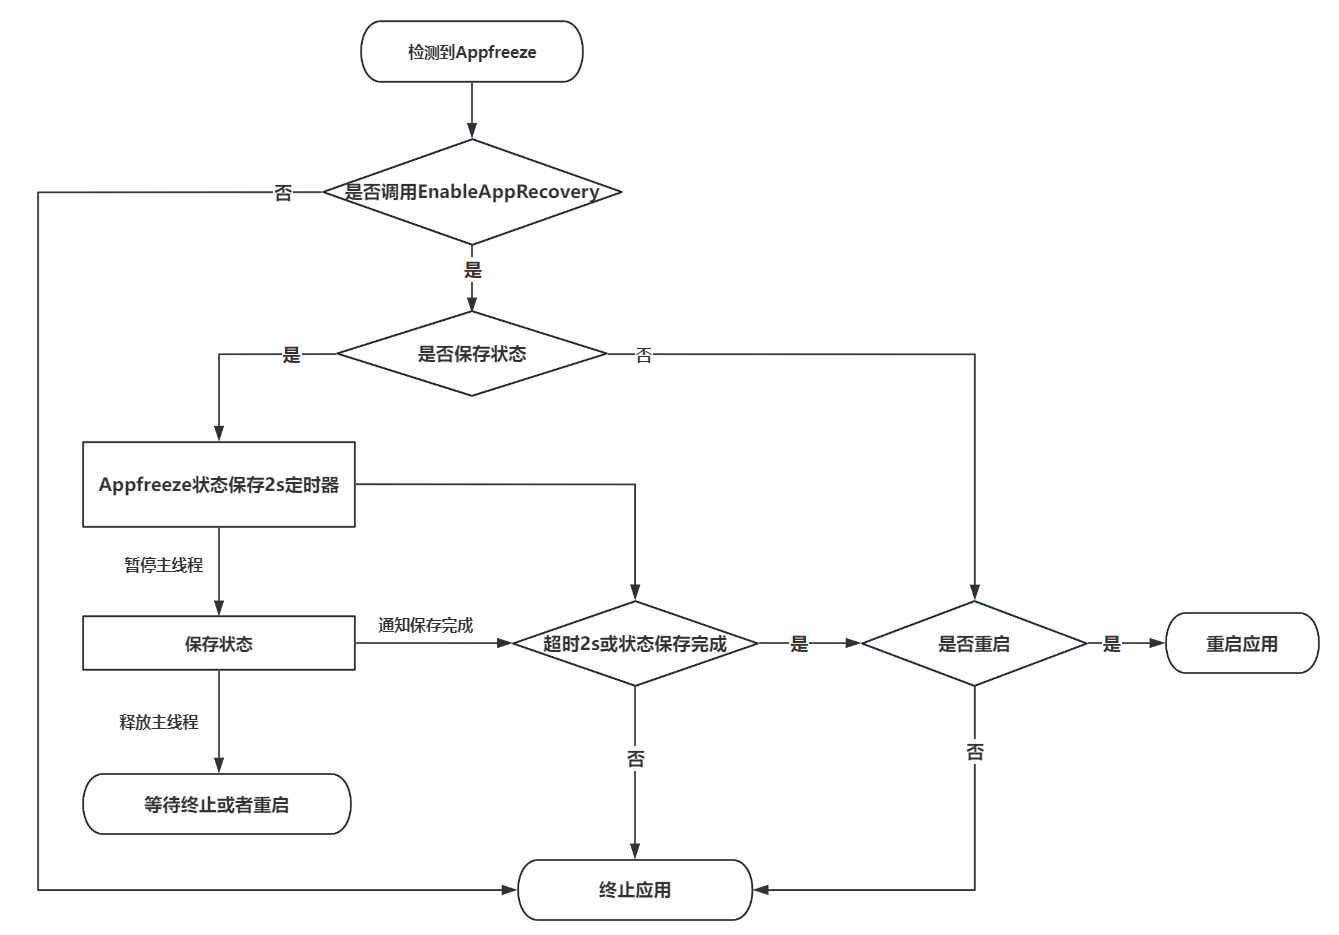 检测到Appfreeze
是否调用EnableAppRecovery
否
是
是否保存状态
是
否
Appfreeze状态保存2s定时器
暂停主线程
保存状态
通知保存完成
超时2s或状态保存完成
是
是否重启
是
重启应用
释放主线程
否
否
等待终止或者重启
终止应用